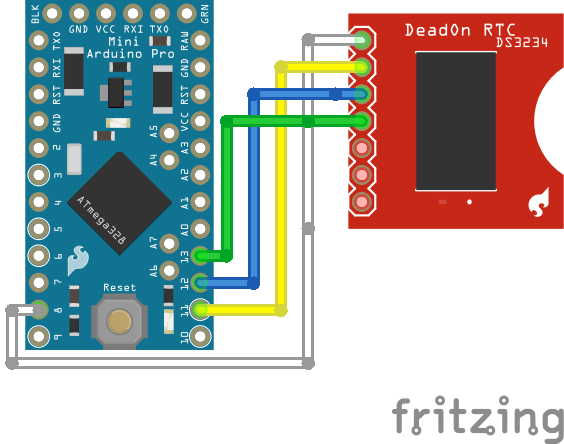 BLK
GND
VCC
RXI
TXO
GRN
TXO
RXI
RST
GND
2
3
4
5
6
7
8
9
Mini
Arduino Pro
RAW
GND
RST
VCC
A3
A2
A1
A0
13
12
11
10
A5
A4
A7
A6
ATmega328
Reset
DeadOn RTC
DS3234
fritzing